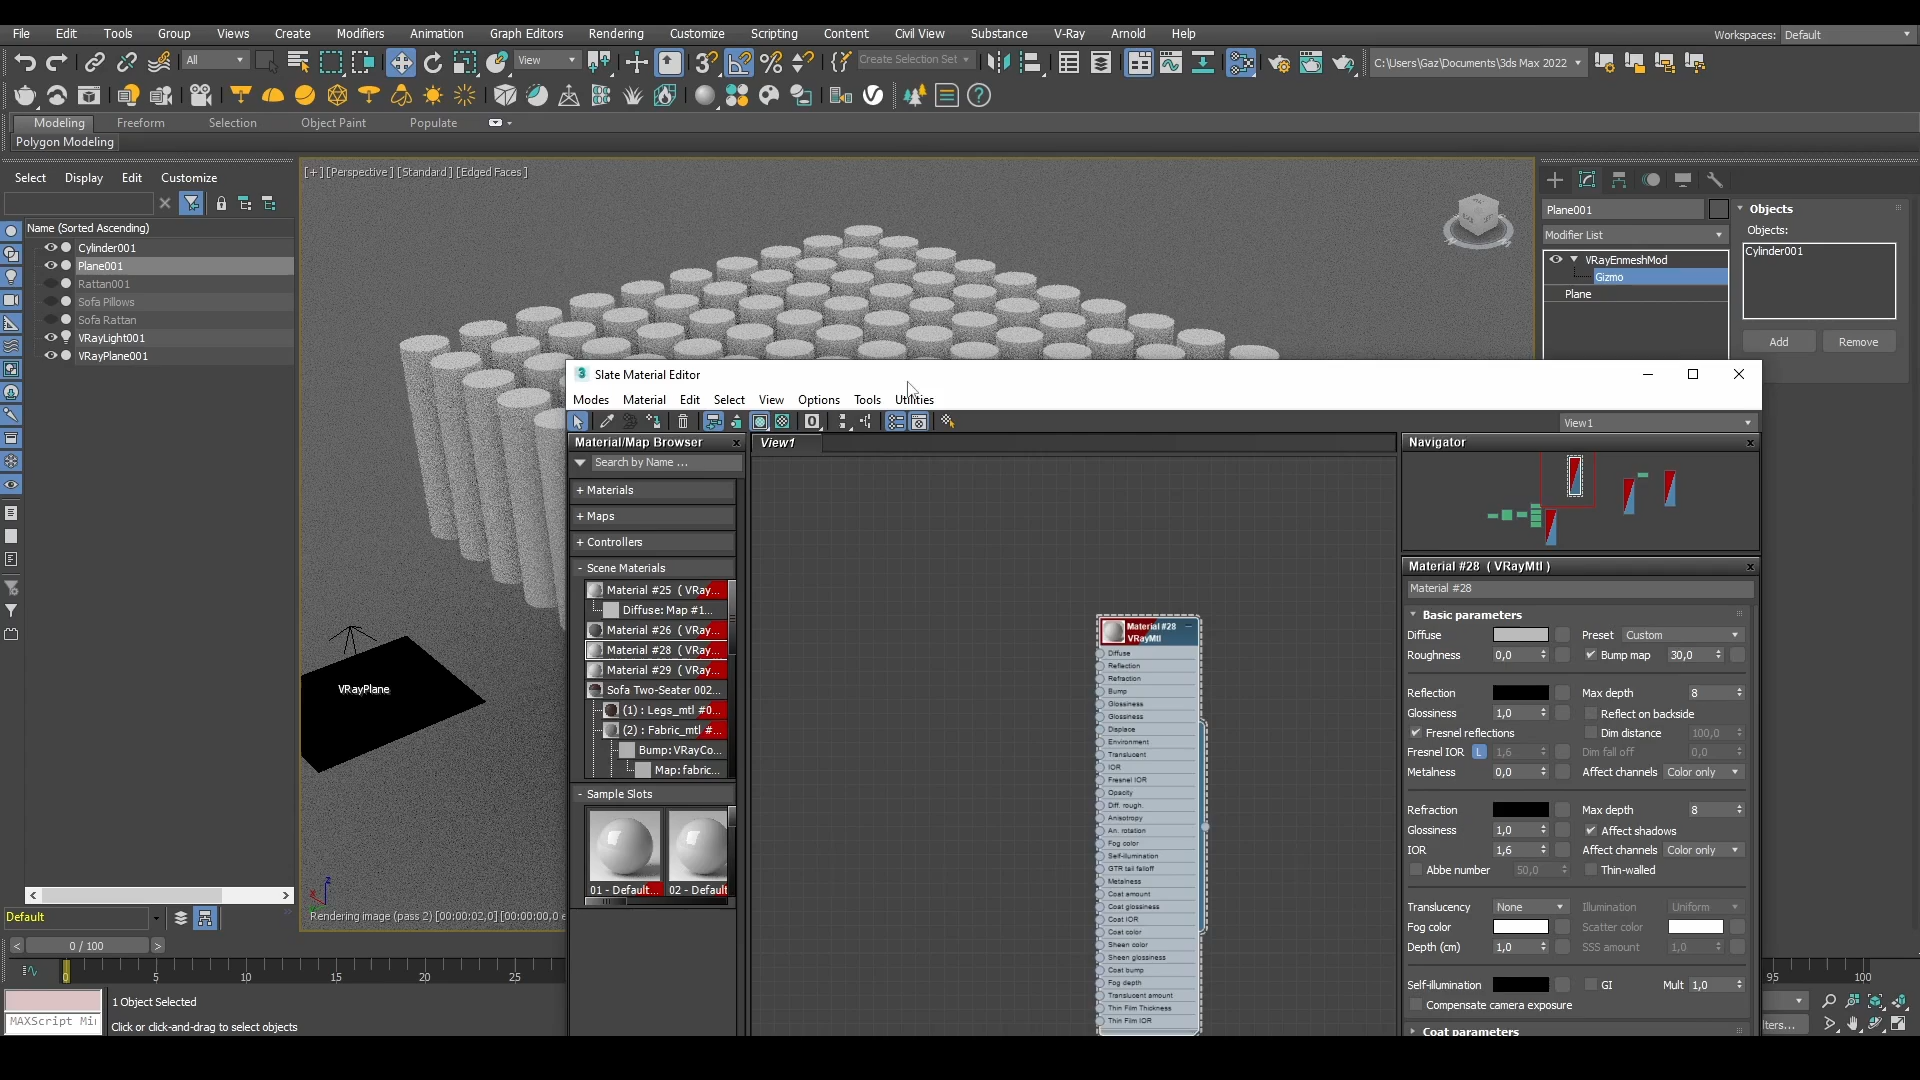 File Edit Tools Group Views Create Modifiers Animation Graph Editors Rendering Customize Scripting Content Civil View Substance V-Ray Arnold Help
Workspaces: Default
All
View
Create Selection Set
C:\Users\Gaz\Documents\3ds Max 2022
Modeling Freeform Selection Object Paint Populate
Polygon Modeling
Select Display Edit Customize
Name (Sorted Ascending)
Cylinder001
Plane001
Rattan001
Sofa Pillows
Sofa Rattan
VRayLight001
VRayPlane001
[+] [Perspective ] [Standard ] [Edged Faces ]
VRayPlane
Rendering image (pass 2) [00:00:02,0] [00:00:00,0 e
Plane001
Modifier List
VRayEnmeshMod
Gizmo
Plane
Objects
Objects:
Cylinder001
Add Remove
3 Slate Material Editor
Modes Material Edit Select View Options Tools Utilities
View1
Material/Map Browser
Search by Name ...
+ Materials
+ Maps
+ Controllers
- Scene Materials
Material #25 ( VRay...
Diffuse: Map #1...
Material #26 ( VRay...
Material #28 ( VRay...
Material #29 ( VRay...
Sofa Two-Seater 002...
(1) : Legs_mtl #0...
(2) : Fabric_mtl #...
Bump: VRayCo...
Map: fabric...
- Sample Slots
01 - Default... 02 - Default
View1
Material #28
VRayMtl
Diffuse
Reflection
Refraction
Bump
Glossiness
Glossiness
Displace
Environment
Translucent
IOR
Fresnel IOR
Opacity
Diff. rough.
Anisotropy
An. rotation
Fog color
Self-illumination
GTR tail falloff
Metalness
Coat amount
Coat glossiness
Coat IOR
Coat color
Sheen color
Sheen glossiness
Coat bump
Fog depth
Translucent amount
Thin Film Thickness
Thin Film IOR
Navigator
Material #28 ( VRayMtl )
Material #28
Basic parameters
Diffuse Preset Custom
Roughness 0,0 Bump map 30,0
Reflection Max depth 8
Glossiness 1,0 Reflect on backside
Fresnel reflections Dim distance 100,0
Fresnel IOR L 1,6 Dim fall off 0,0
Metalness 0,0 Affect channels Color only
Refraction Max depth 8
Glossiness 1,0 Affect shadows
IOR 1,6 Affect channels Color only
Abbe number 50,0 Thin-walled
Translucency None Illumination Uniform
Fog color Scatter color
Depth (cm) 1,0 SSS amount 1,0
Self-illumination GI Mult 1,0
Compensate camera exposure
Coat parameters
Default
0 / 100
0 5 10 15 20 25 95 100
1 Object Selected
MAXScript Mi
Click or click-and-drag to select objects
lters...